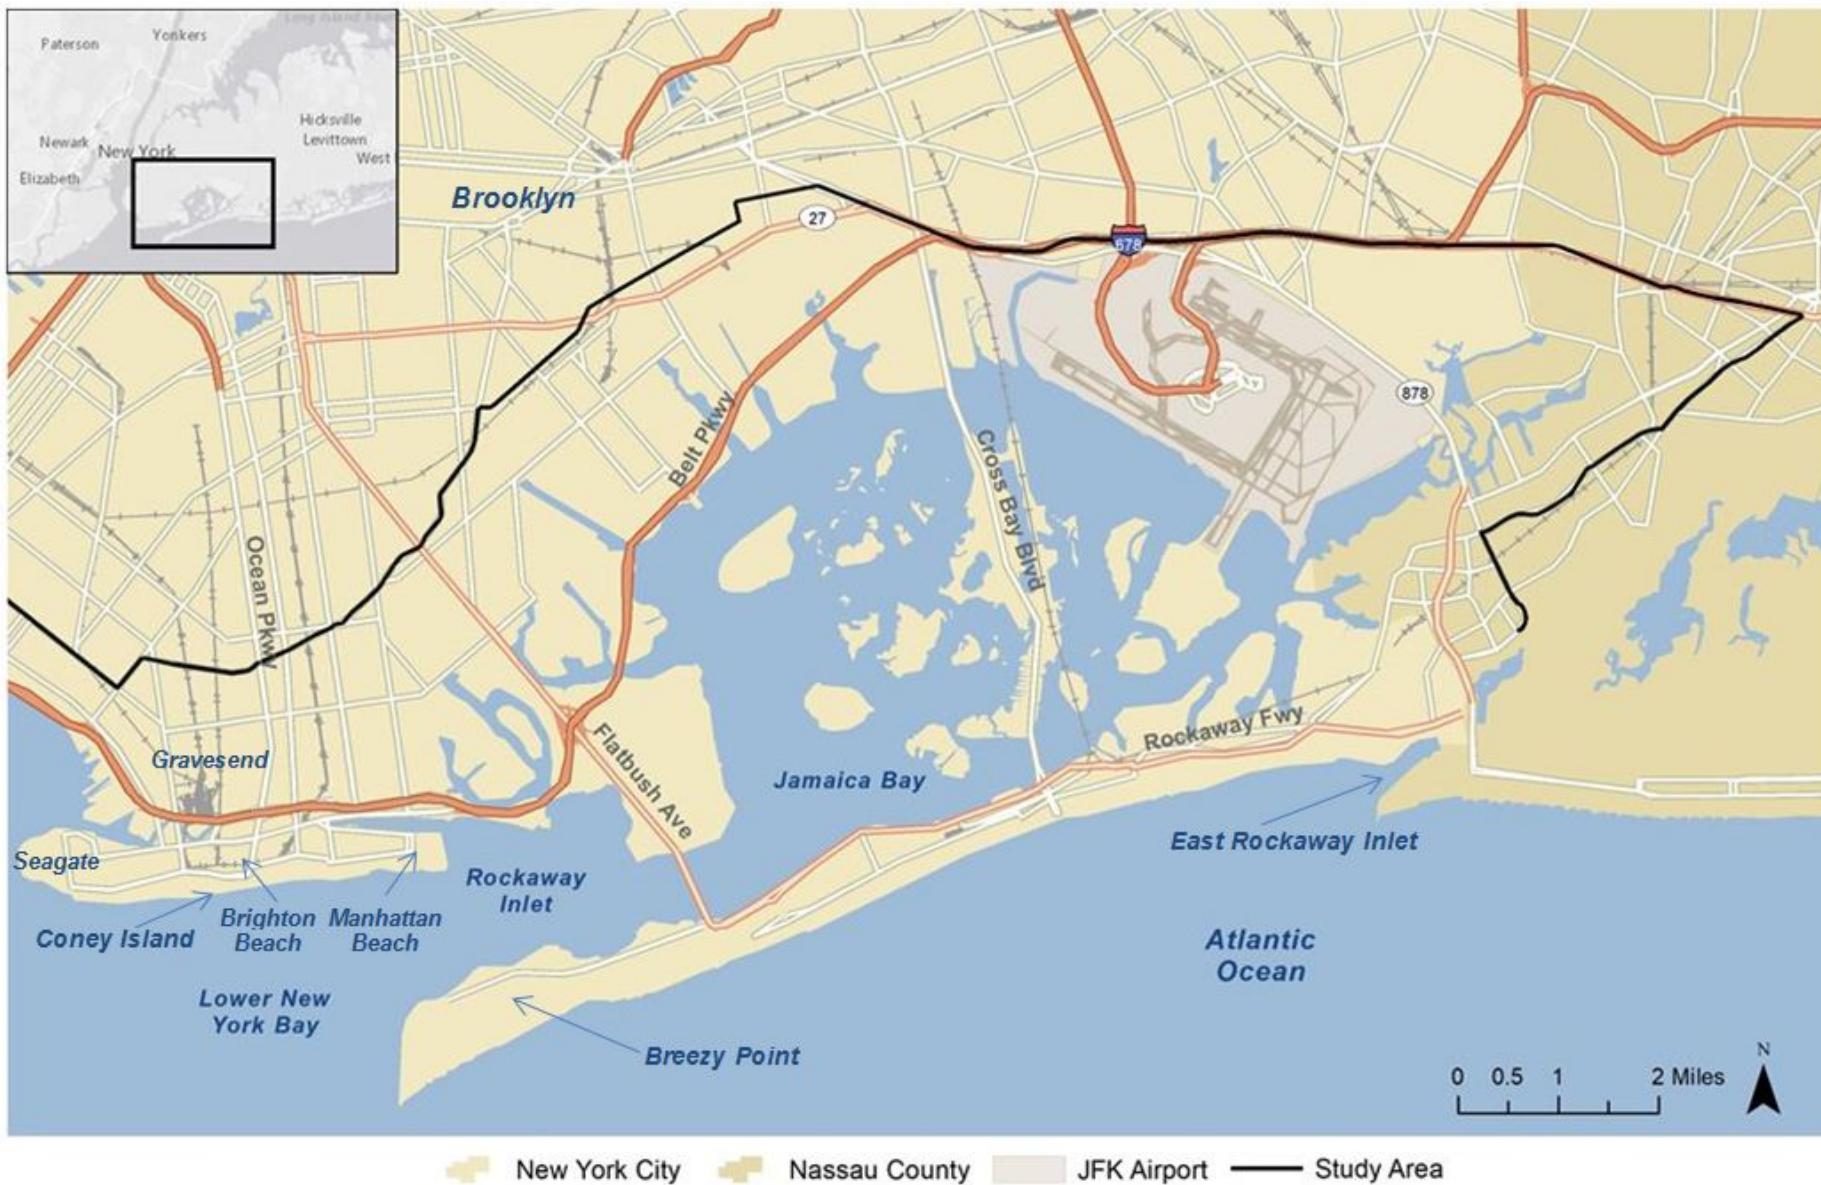 Long Island Sound
Paterson
Yonkers
Hicksville
Levittown
Newark
New York
West
Elizabeth
Brooklyn
27
678
878
Belt Pkwy
Cross Bay Blvd
Ocean Pkwy
Flatbush Ave
Rockaway Fwy
Gravesend
Jamaica Bay
Seagate
East Rockaway Inlet
Rockaway
Inlet
Coney Island
Brighton
Beach
Manhattan
Beach
Atlantic
Ocean
Lower New
York Bay
Breezy Point
N
0 0.5 1 2 Miles
New York City
Nassau County
JFK Airport
Study Area